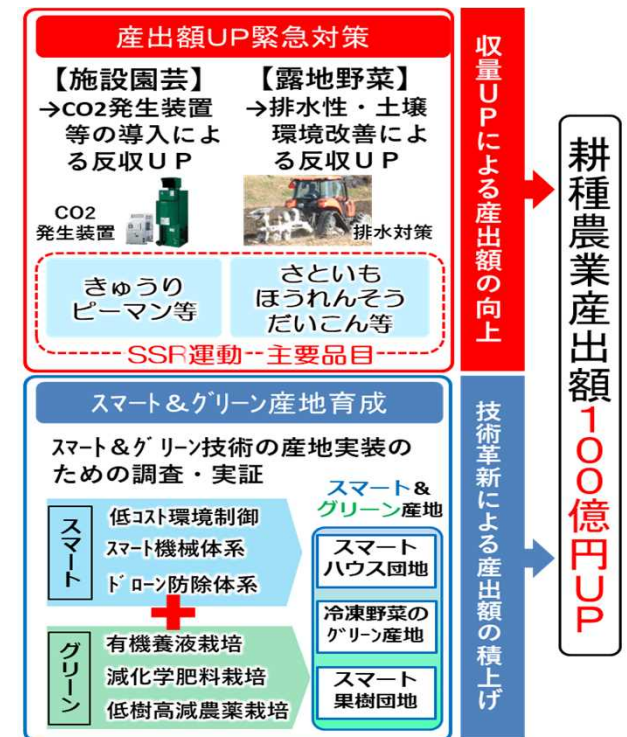 産出額UP緊急対策
【施設園芸】
→CO2発生装置
等の導入によ
る反収UP
CO2
発生装置
【露地野菜】
→排水性・土壌
環境改善によ
る反収UP
排水対策
きゅうり
ピーマン等
さといも
ほうれんそう
だいこん等
SSR運動 主要品目
収量UPによる産出額の向上
スマート&グリーン産地育成
スマート&グリーン技術の産地実装の
ための調査・実証
スマート
低コスト環境制御
スマート機械体系
ドローン防除体系
グリーン
有機養液栽培
減化学肥料栽培
低樹高減農薬栽培
スマート&
グリーン産地
スマート
ハウス団地
冷凍野菜の
グリーン産地
スマート
果樹団地
技術革新による産出額の積上げ
耕種農業産出額100億円UP